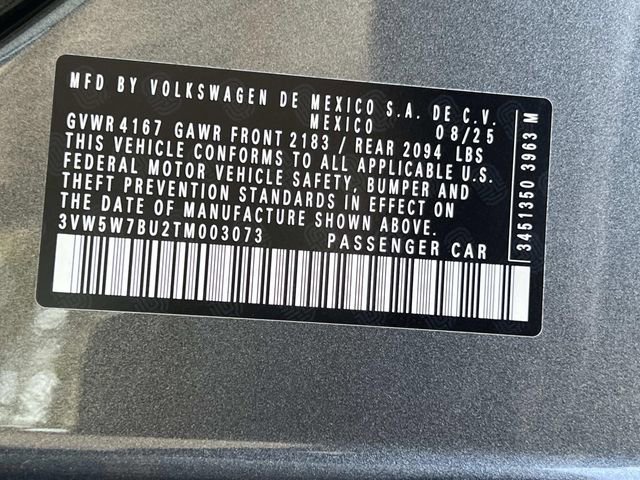 MFD BY VOLKSWAGEN DE MEXICO S.A. DE C.V.
MEXICO 08/25
GVWR 4167 GAWR FRONT 2183 / REAR 2094 LBS
THIS VEHICLE CONFORMS TO ALL APPLICABLE U.S.
FEDERAL MOTOR VEHICLE SAFETY, BUMPER AND
THEFT PREVENTION STANDARDS IN EFFECT ON
THE DATE OF MANUFACTURE SHOWN ABOVE.
3VW5W7BU2TM003073 PASSENGER CAR
3451350 3963 M